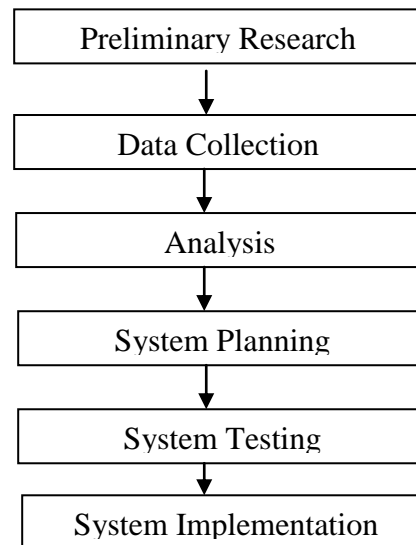 Preliminary Research
Data Collection
Analysis
System Planning
System Testing
System Implementation